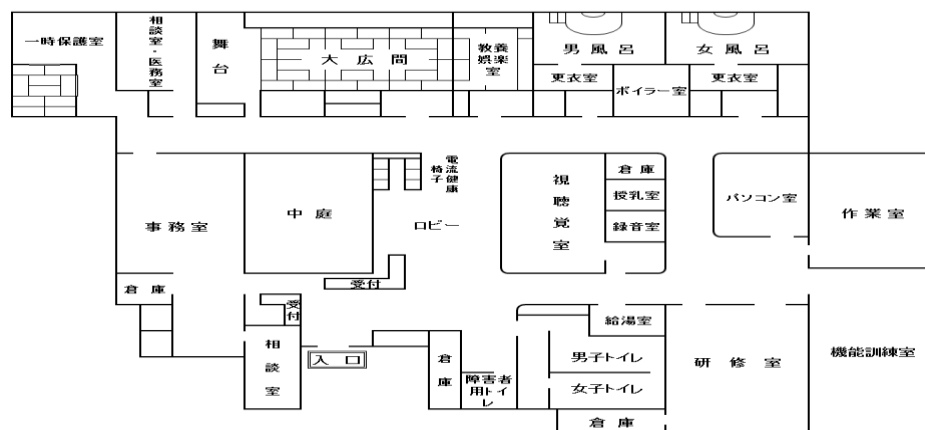 一時保護室
相談室・医務室
舞台
大広間
教養娯楽室
男風呂
女風呂
更衣室
ボイラー室
更衣室
事務室
中庭
電流健康椅子
ロビー
視聴覚室
倉庫
授乳室
録音室
パソコン室
作業室
倉庫
受付
受付
相談室
入口
倉庫
障害者用トイレ
給湯室
男子トイレ
女子トイレ
倉庫
研修室
機能訓練室